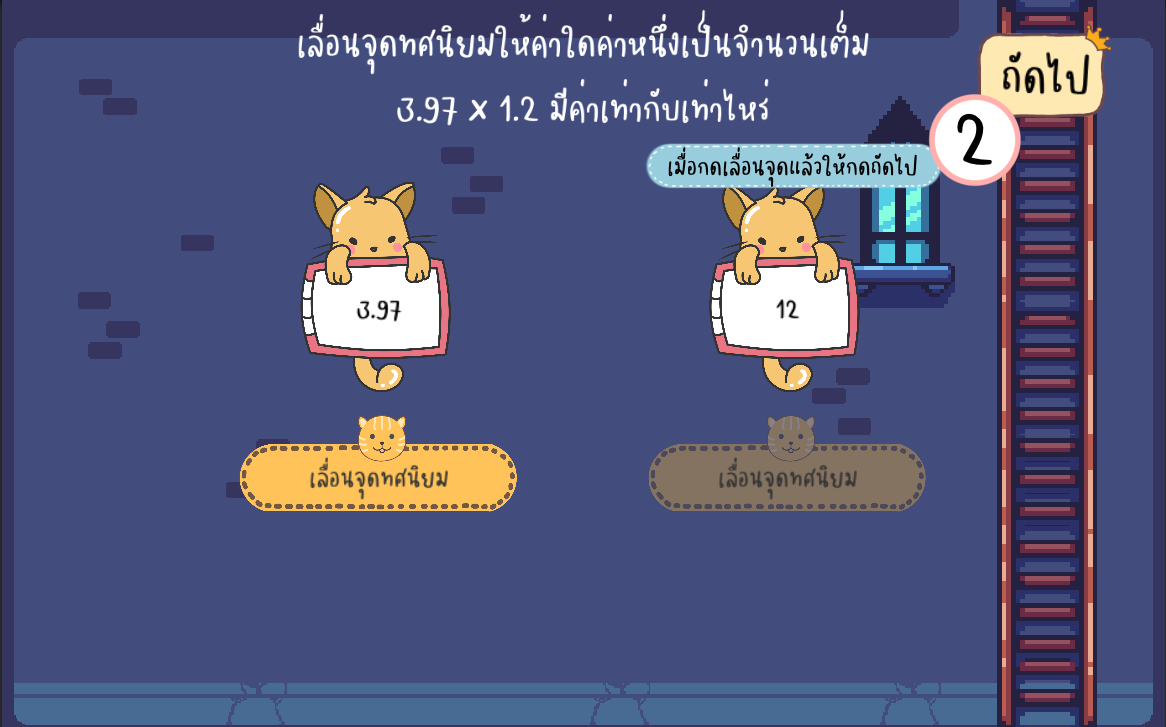 เลื่อนจุดทศนิยมให้ค่าใดค่าหนึ่งเป็นจำนวนเต็ม
ถัดไป
3.97 x 1.2 มีค่าเท่ากับเท่าไหร่
2
เมื่อกดเลื่อนจุดแล้วให้กดถัดไป
3.97
12
เลื่อนจุดทศนิยม
เลื่อนจุดทศนิยม